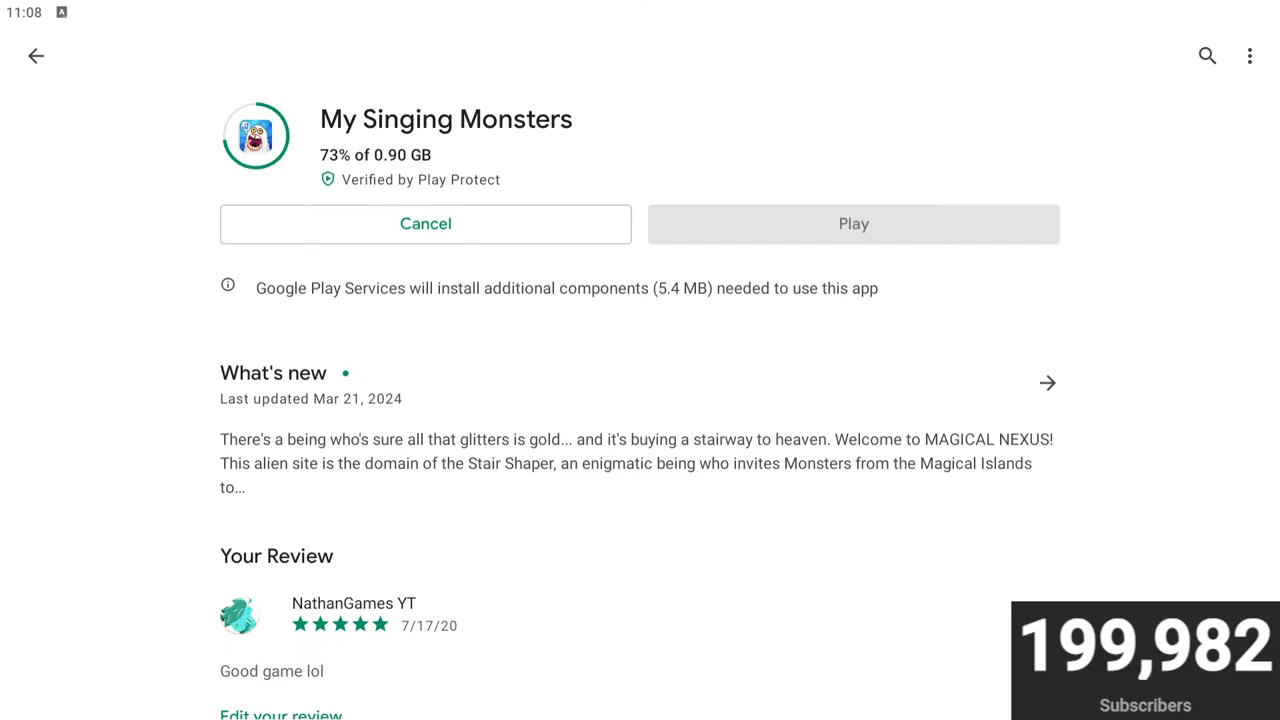 11:08 A
My Singing Monsters
73% of 0.90 GB
Verified by Play Protect
Cancel
Play
Google Play Services will install additional components (5.4 MB) needed to use this app
What's new
Last updated Mar 21, 2024
There's a being who's sure all that glitters is gold... and it's buying a stairway to heaven. Welcome to MAGICAL NEXUS!
This alien site is the domain of the Stair Shaper, an enigmatic being who invites Monsters from the Magical Islands
to…
Your Review
NathanGames YT
7/17/20
Good game lol
Edit your review
199,982
Subscribers